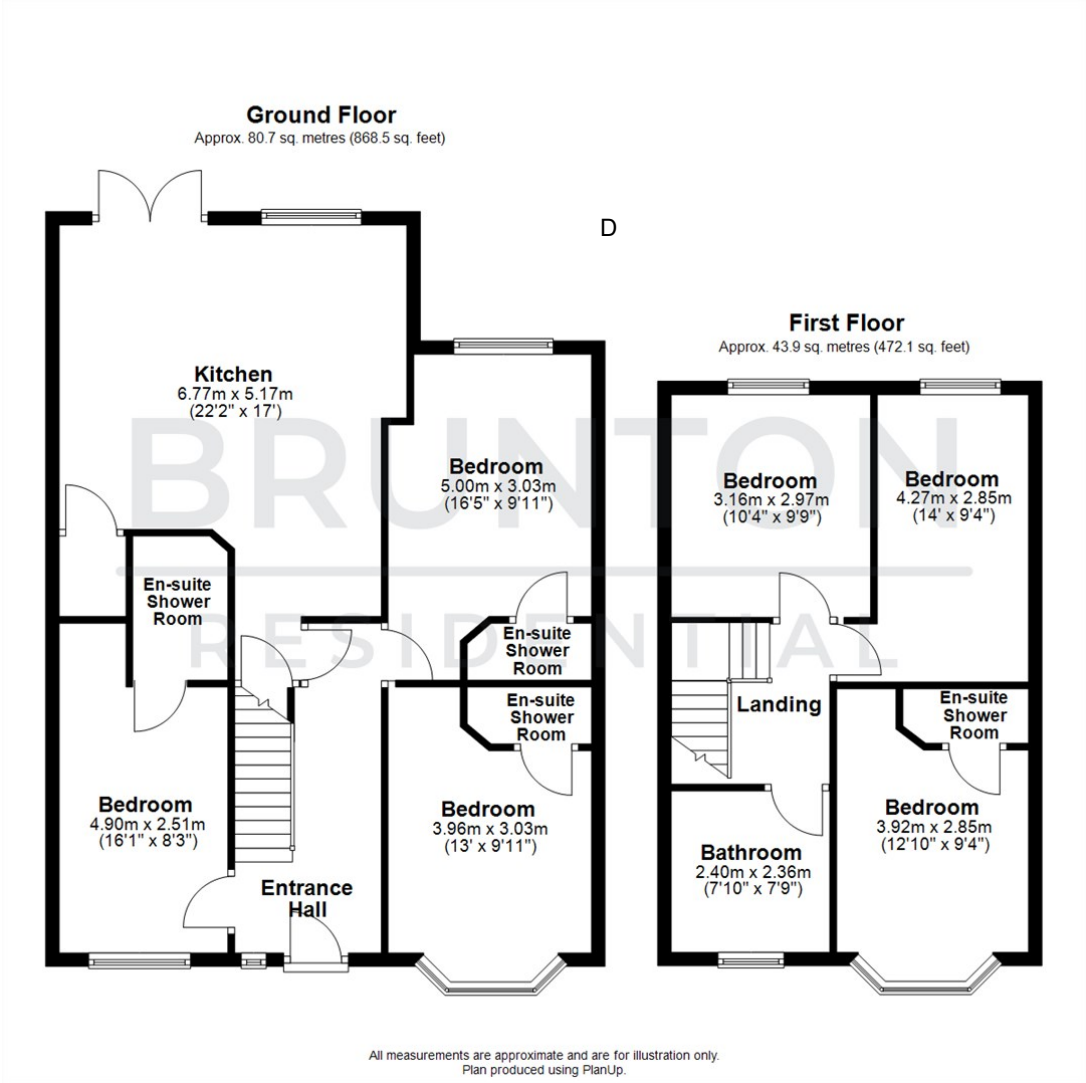 Ground Floor
Approx. 80.7 sq. metres (868.5 sq. feet)
D
First Floor
Approx. 43.9 sq. metres (472.1 sq. feet)
Kitchen
6.77m x 5.17m
(22'2" x 17')
BRUNTON
RESIDENTIAL
Bedroom
5.00m x 3.03m
(16'5" x 9'11")
Bedroom
3.16m x 2.97m
(10'4" x 9'9")
Bedroom
4.27m x 2.85m
(14' x 9'4")
En-suite
Shower
Room
En-suite
Shower
Room
En-suite
Shower
Room
En-suite
Shower
Room
Landing
Bedroom
4.90m x 2.51m
(16'1" x 8'3")
Bedroom
3.96m x 3.03m
(13' x 9'11")
Bedroom
3.92m x 2.85m
(12'10" x 9'4")
Bathroom
2.40m x 2.36m
(7'10" x 7'9")
Entrance
Hall
All measurements are approximate and are for illustration only.
Plan produced using PlanUp.